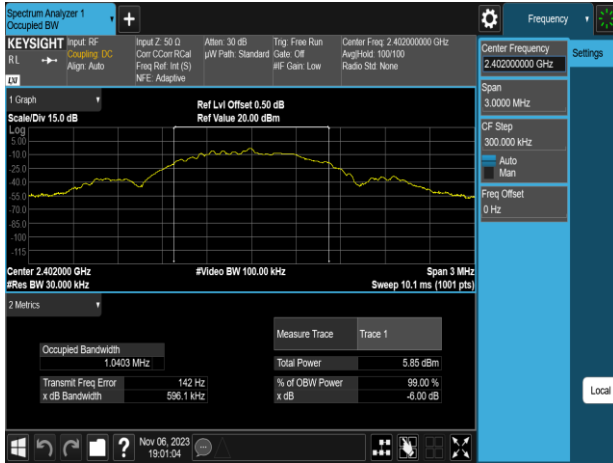 Spectrum Analyzer 1
Occupied BW
+
Frequency
KEYSIGHT
RL
LXI
Input: RF
Coupling: DC
Align: Auto
Input Z: 50 Ω
Corr CCorr RCal
Freq Ref: Int (S)
NFE: Adaptive
Atten: 30 dB
µW Path: Standard
Trig: Free Run
Gate: Off
#IF Gain: Low
Center Freq: 2.402000000 GHz
Avg|Hold: 100/100
Radio Std: None
Center Frequency
2.402000000 GHz
Settings
Span
3.0000 MHz
CF Step
300.000 kHz
Auto
Man
Freq Offset
0 Hz
Local
1 Graph
Scale/Div 15.0 dB
Ref Lvl Offset 0.50 dB
Ref Value 20.00 dBm
Log
5.00
-10.0
-25.0
-40.0
-55.0
-70.0
-85.0
-100
-115
Center 2.402000 GHz
#Video BW 100.00 kHz
Span 3 MHz
#Res BW 30.000 kHz
Sweep 10.1 ms (1001 pts)
2 Metrics
Measure Trace Trace 1
Occupied Bandwidth
1.0403 MHz
Total Power 5.85 dBm
Transmit Freq Error 142 Hz
% of OBW Power 99.00 %
x dB Bandwidth 596.1 kHz
x dB -6.00 dB
?
Nov 06, 2023
19:01:04